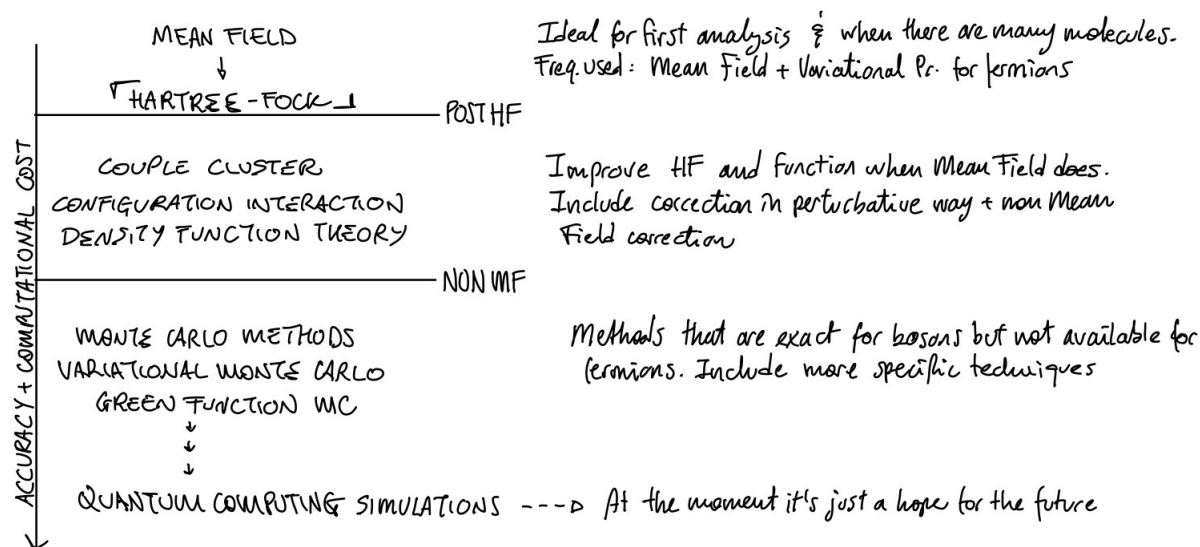 MEAN FIELD
↓
HARTREE-FOCK
POST HF
Ideal for first analysis & when there are many molecules.
Freq. used: Mean Field + Variational Pr. for fermions
COUPLE CLUSTER
CONFIGURATION INTERACTION
DENSITY FUNCTION THEORY
Improve HF and function when Mean Field does.
Include correction in perturbative way + non Mean
Field correction
NON MF
MONTE CARLO METHODS
VARIATIONAL MONTE CARLO
GREEN FUNCTION MC
Methods that are exact for bosons but not available for
fermions. Include more specific techniques
↓
↓
↓
QUANTUM COMPUTING SIMULATIONS ---▷ At the moment it's just a hope for the future
ACCURACY + COMPUTATIONAL COST